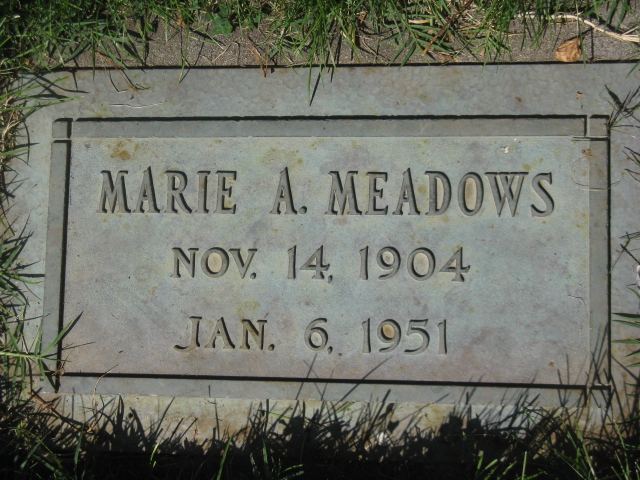 MARIE A. MEADOWS
NOV. 14, 1904
JAN. 6, 1951